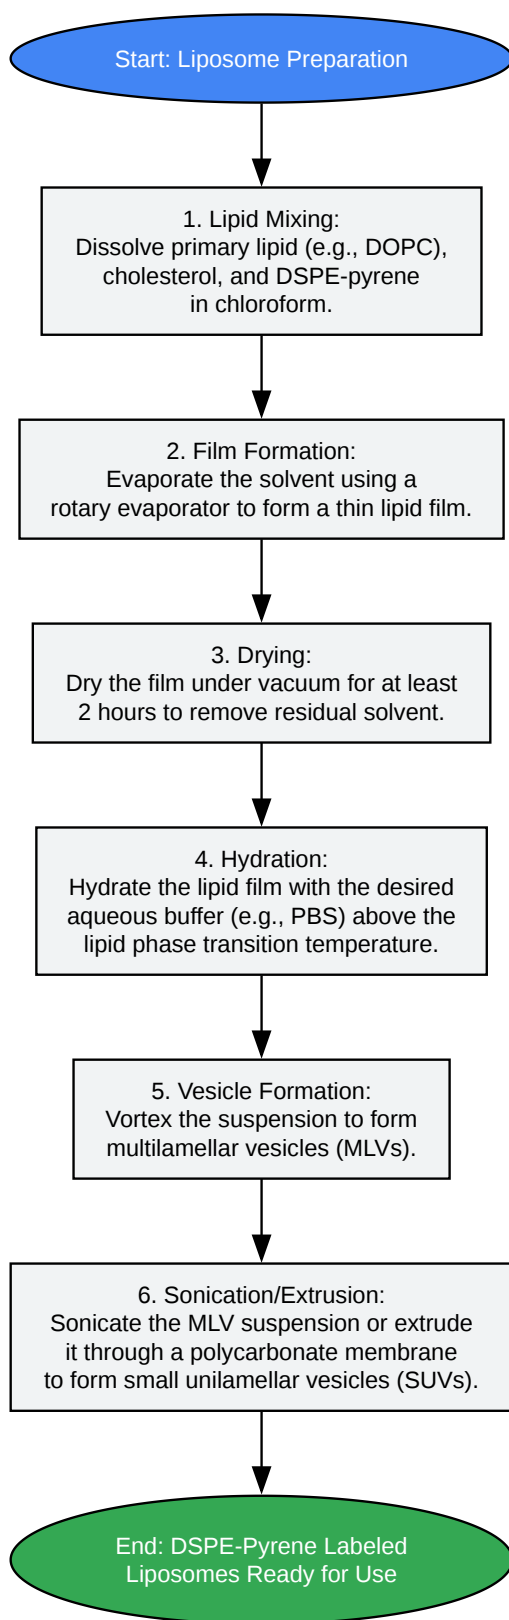 Start: Liposome Preparation
1. Lipid Mixing:
Dissolve primary lipid (e.g., DOPC),
cholesterol, and DSPE-pyrene
in chloroform.
2. Film Formation:
Evaporate the solvent using a
rotary evaporator to form a thin lipid film.
3. Drying:
Dry the film under vacuum for at least
2 hours to remove residual solvent.
4. Hydration:
Hydrate the lipid film with the desired
aqueous buffer (e.g., PBS) above the
lipid phase transition temperature.
5. Vesicle Formation:
Vortex the suspension to form
multilamellar vesicles (MLVs).
6. Sonication/Extrusion:
Sonicate the MLV suspension or extrude
it through a polycarbonate membrane
to form small unilamellar vesicles (SUVs).
End: DSPE-Pyrene Labeled
Liposomes Ready for Use